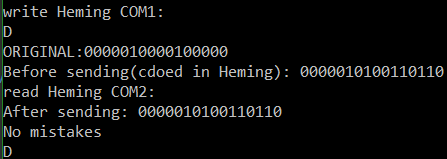 write Heming COM1:
D
ORIGINAL:0000010000100000
Before sending(cdoed in Heming): 0000010100110110
read Heming COM2:
After sending: 0000010100110110
No mistakes
D